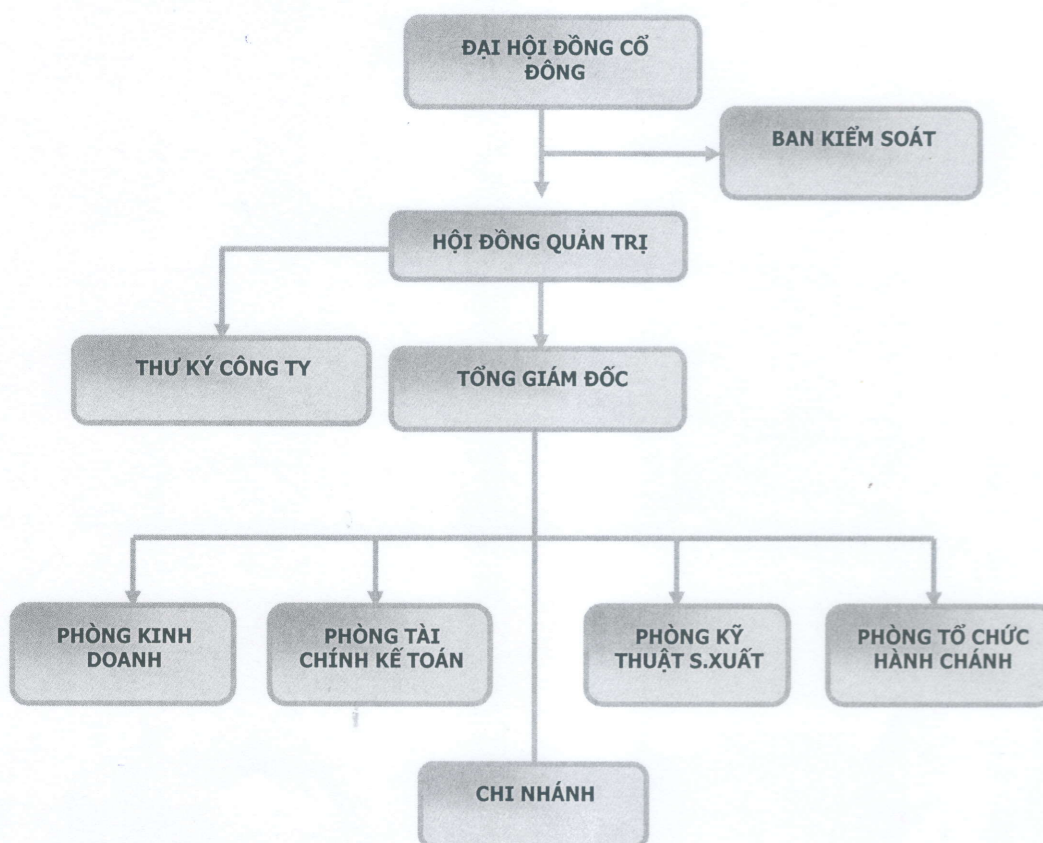 ĐẠI HỘI ĐỒNG CỔ
ĐÔNG
BAN KIỂM SOÁT
HỘI ĐỒNG QUẢN TRỊ
THƯ KÝ CÔNG TY
TỔNG GIÁM ĐỐC
PHÒNG KINH
DOANH
PHÒNG TÀI
CHÍNH KẾ TOÁN
PHÒNG KỸ
THUẬT S.XUẤT
PHÒNG TỔ CHỨC
HÀNH CHÁNH
CHI NHÁNH